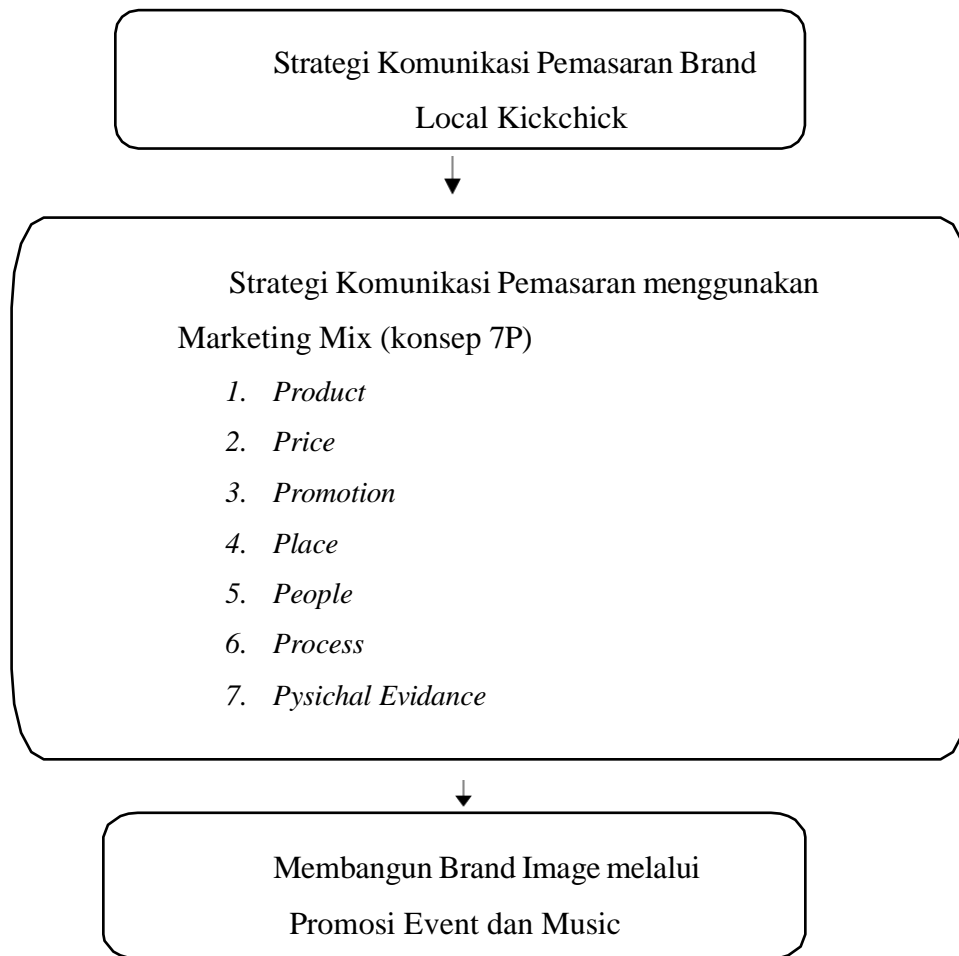 Strategi Komunikasi Pemasaran Brand
Local Kickchick
Strategi Komunikasi Pemasaran menggunakan
Marketing Mix (konsep 7P)
1. Product
2. Price
3. Promotion
4. Place
5. People
6. Process
7. Pysichal Evidance
Membangun Brand Image melalui
Promosi Event dan Music